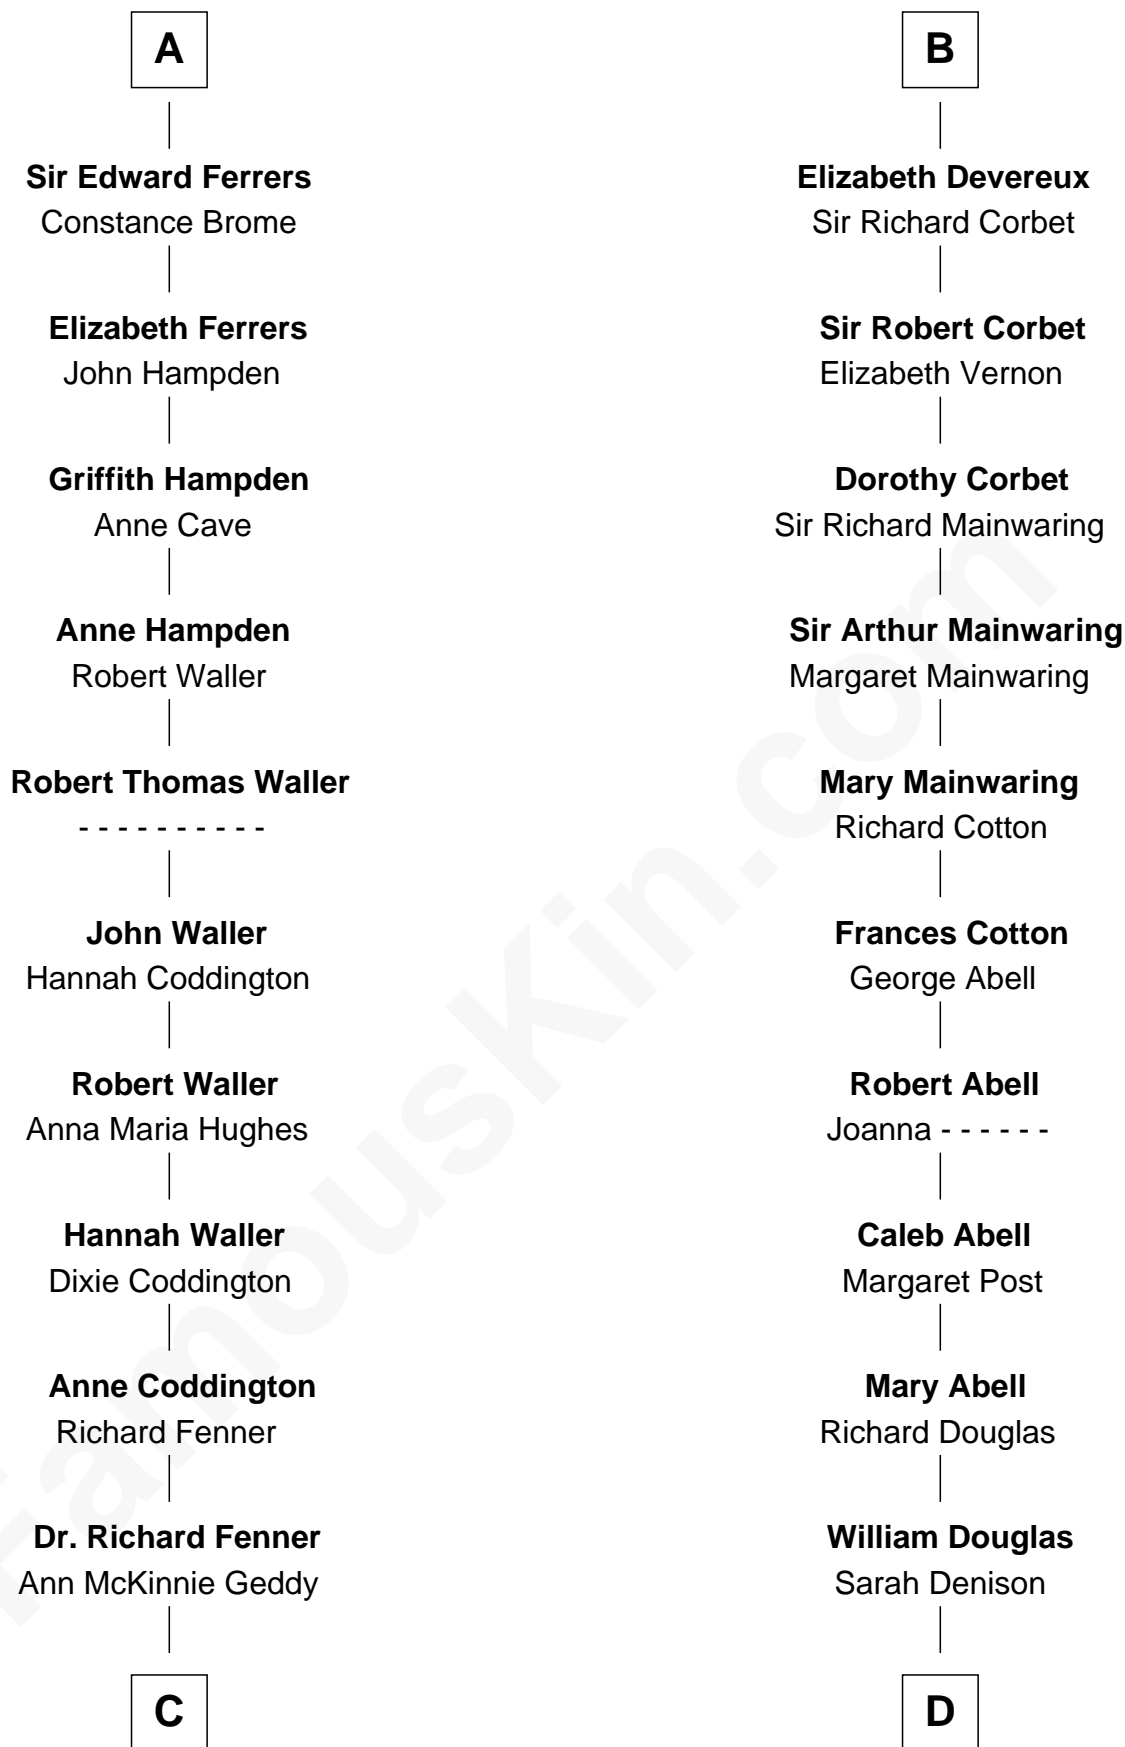 A
Sir Edward Ferrers
Constance Brome
Elizabeth Ferrers
John Hampden
Griffith Hampden
Anne Cave
Anne Hampden
Robert Waller
Robert Thomas Waller
- - - - - - - - - -
John Waller
Hannah Coddington
Robert Waller
Anna Maria Hughes
Hannah Waller
Dixie Coddington
Anne Coddington
Richard Fenner
Dr. Richard Fenner
Ann McKinnie Geddy
C
B
Elizabeth Devereux
Sir Richard Corbet
Sir Robert Corbet
Elizabeth Vernon
Dorothy Corbet
Sir Richard Mainwaring
Sir Arthur Mainwaring
Margaret Mainwaring
Mary Mainwaring
Richard Cotton
Frances Cotton
George Abell
Robert Abell
Joanna - - - - - -
Caleb Abell
Margaret Post
Mary Abell
Richard Douglas
William Douglas
Sarah Denison
D
FamousKin.com